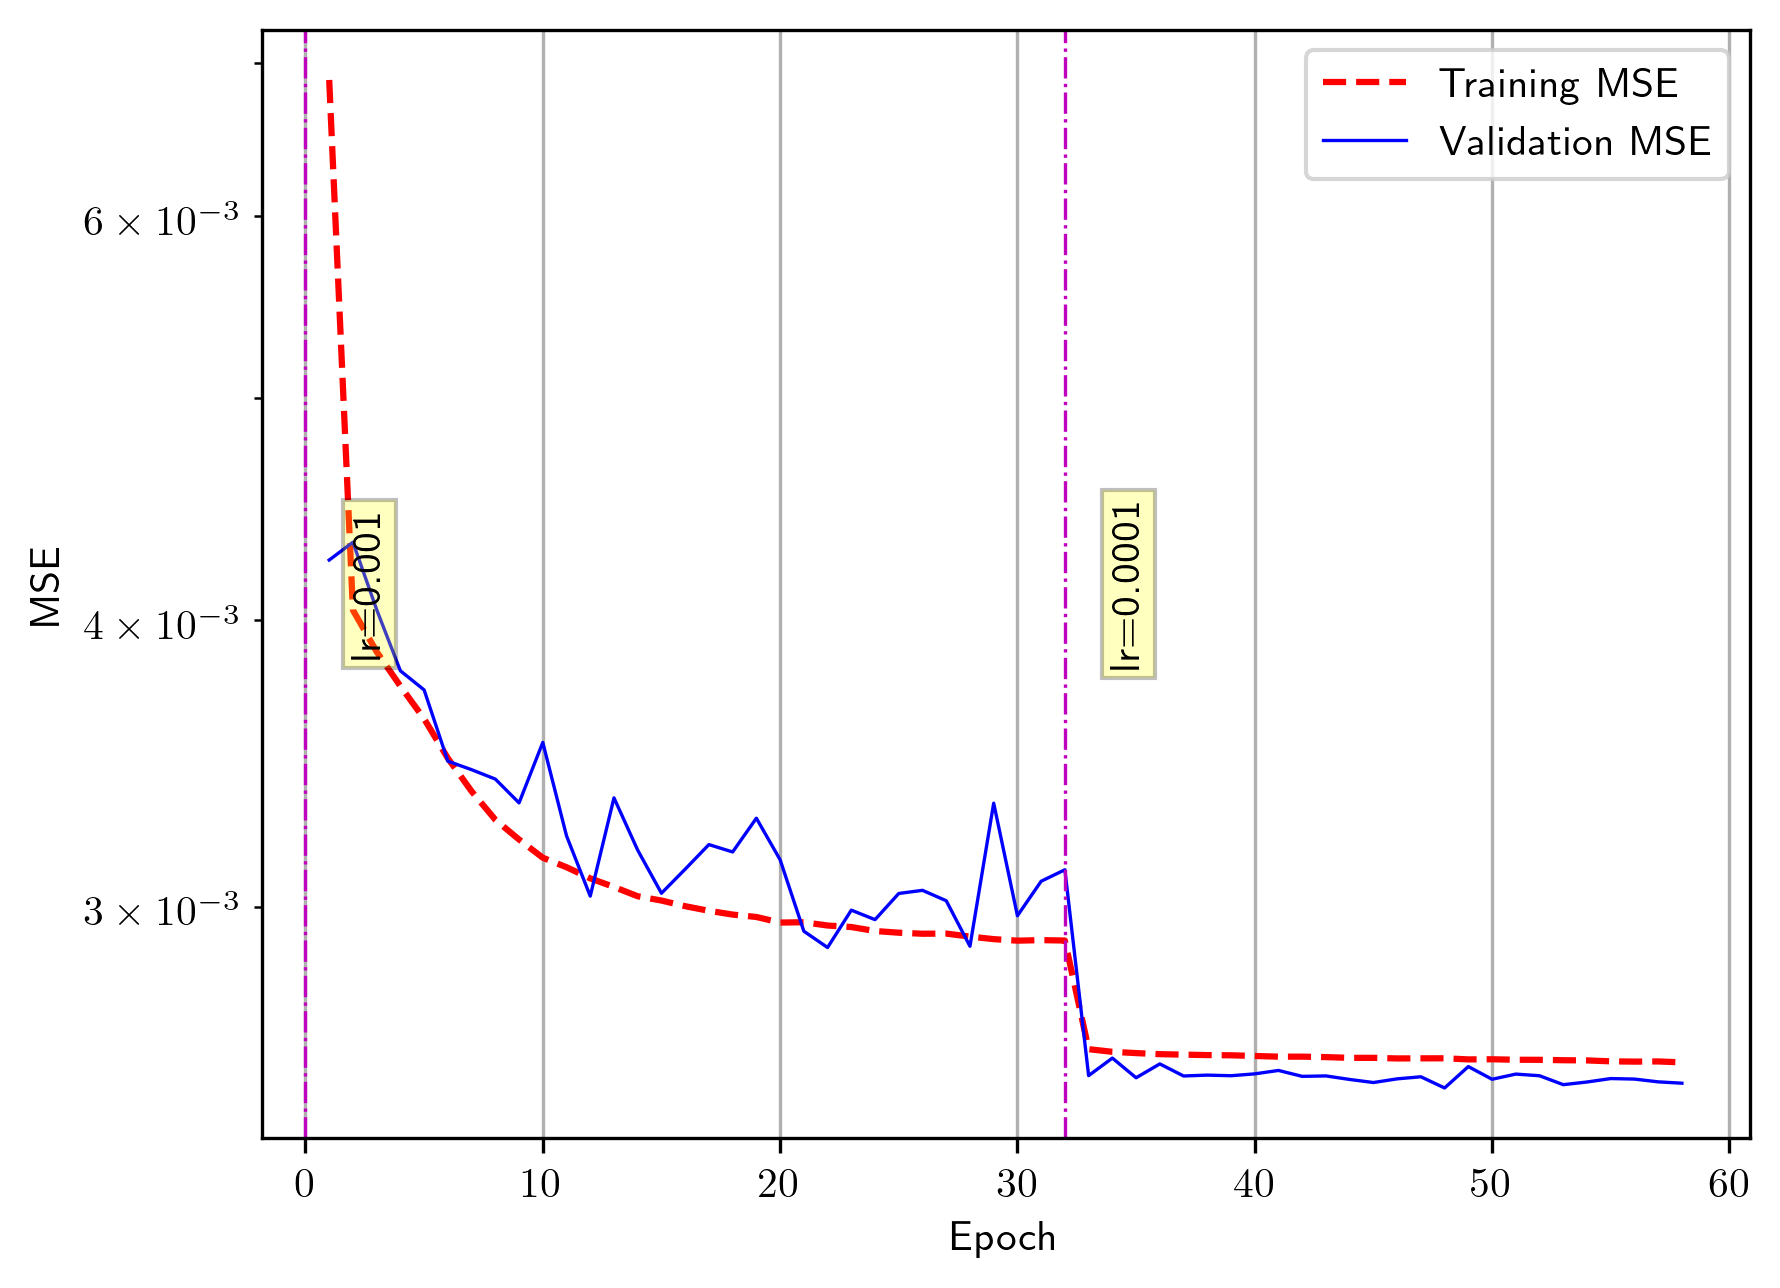 Training MSE
Validation MSE
6 × 10⁻³
4 × 10⁻³
3 × 10⁻³
MSE
lr=0.001
lr=0.0001
0 10 20 30 40 50 60
Epoch